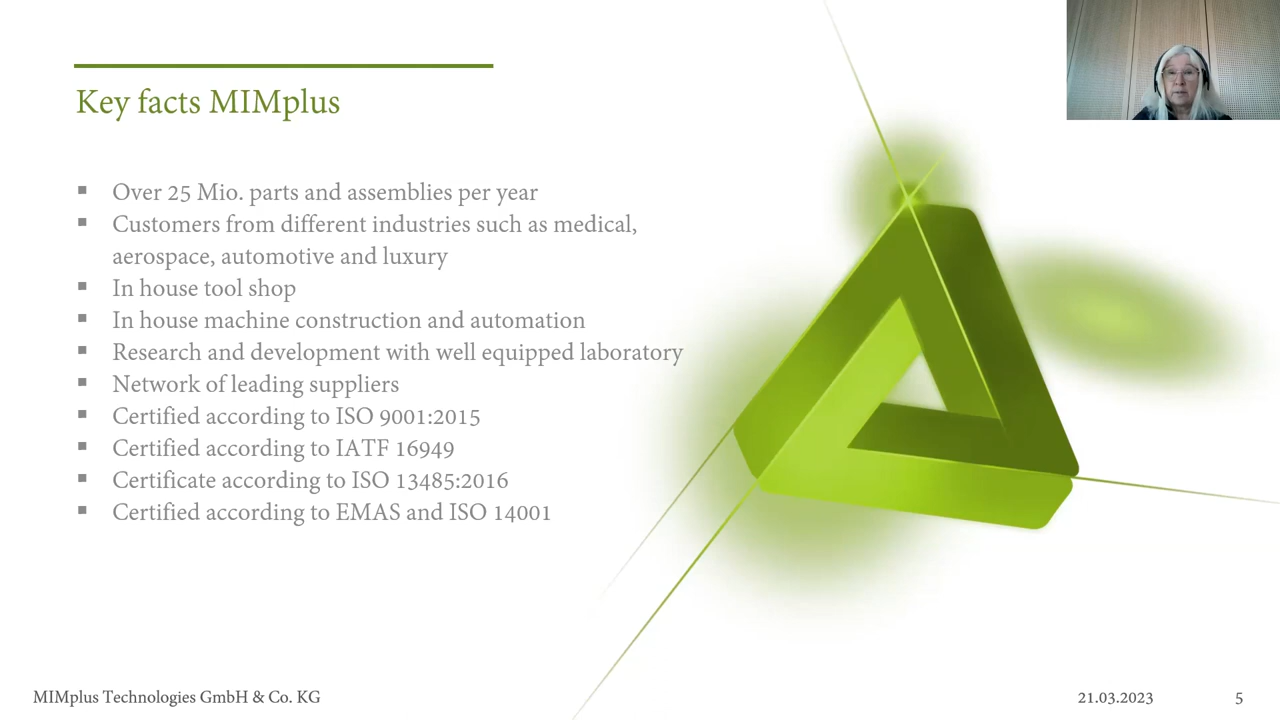 Key facts MIMplus
▪ Over 25 Mio. parts and assemblies per year
▪ Customers from different industries such as medical,
aerospace, automotive and luxury
▪ In house tool shop
▪ In house machine construction and automation
▪ Research and development with well equipped laboratory
▪ Network of leading suppliers
▪ Certified according to ISO 9001:2015
▪ Certified according to IATF 16949
▪ Certificate according to ISO 13485:2016
▪ Certified according to EMAS and ISO 14001
MIMplus Technologies GmbH & Co. KG
21.03.2023
5